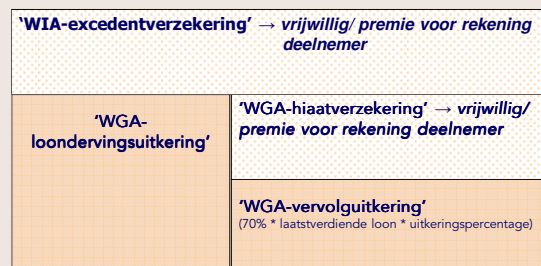 ‘WIA-excedentverzekering’ → vrijwillig/ premie voor rekening
deelnemer
‘WGA-
loondervingsuitkering’
‘WGA-hiaatverzekering’ → vrijwillig/
premie voor rekening deelnemer
‘WGA-vervolguitkering’
(70% * laatstverdiende loon * uitkeringspercentage)